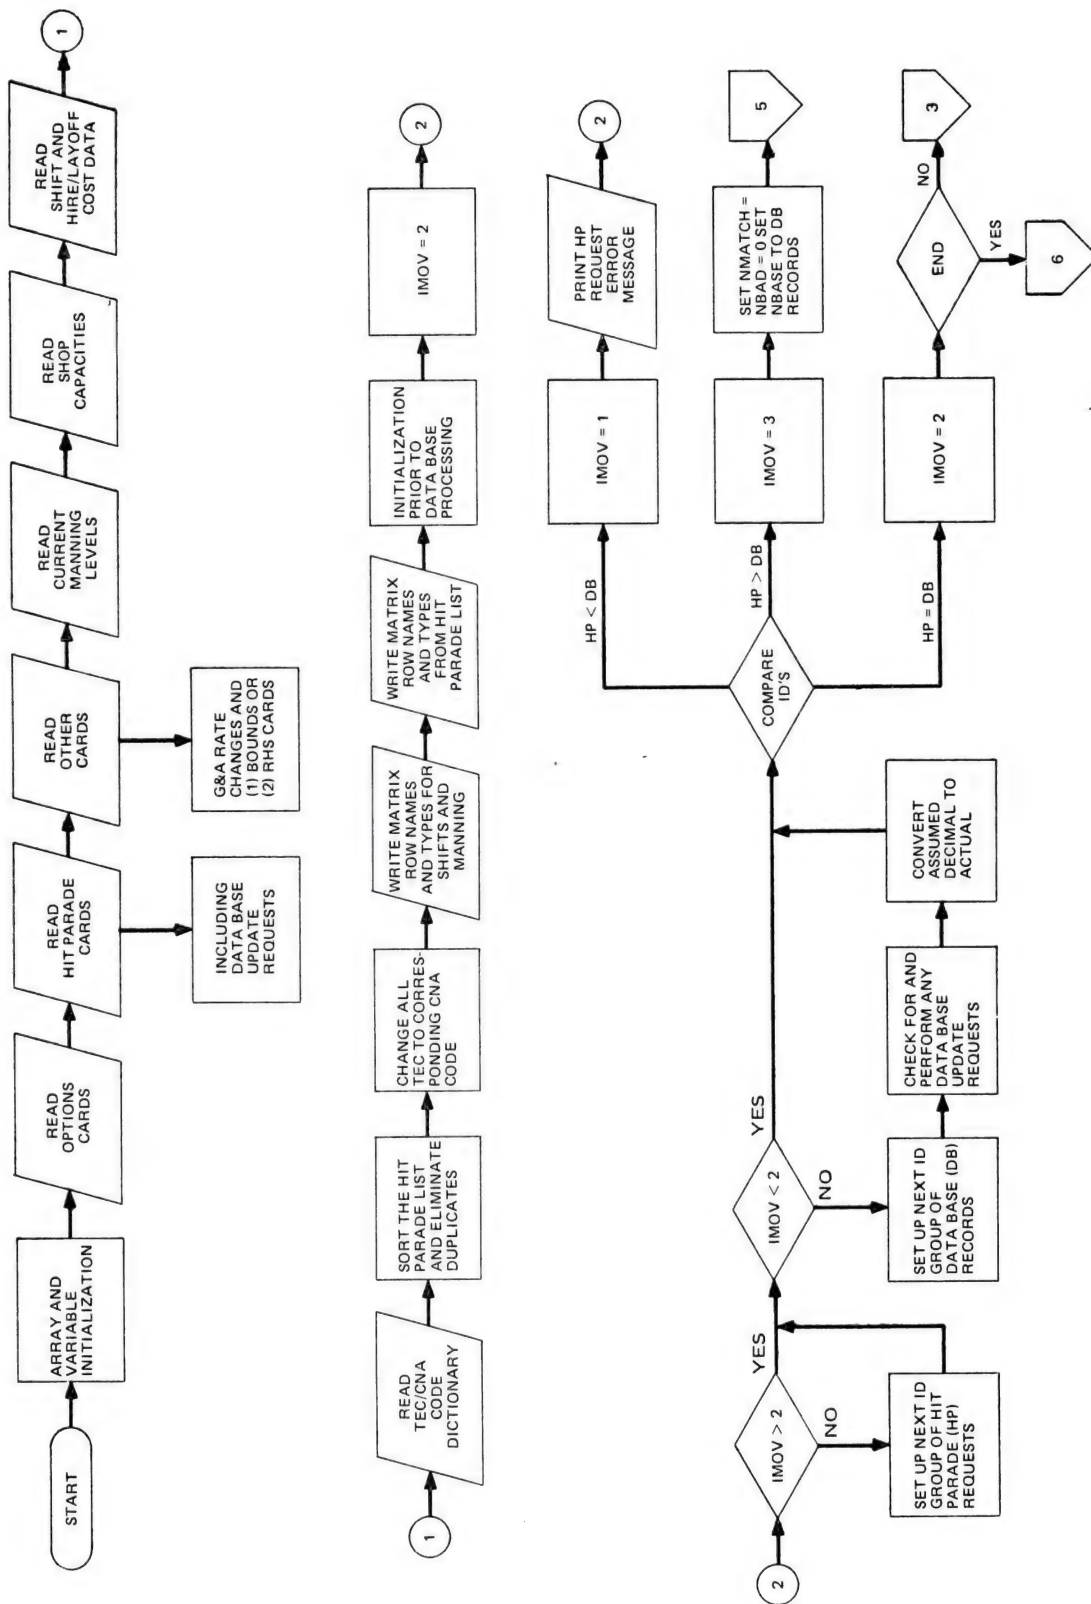 START
ARRAY AND
VARIABLE
INITIALIZATION
READ
OPTIONS
CARDS
READ
HIT PARADE
CARDS
INCLUDING
DATA BASE
UPDATE
REQUESTS
READ
OTHER
CARDS
G&A RATE
CHANGES AND
(1) BOUNDS OR
(2) RHS CARDS
READ
CURRENT
MANNING
LEVELS
READ
SHOP
CAPACITIES
READ
SHIFT AND
HIRE/LAYOFF
COST DATA
1
1
READ
TEC/CNA
CODE
DICTIONARY
SORT THE HIT
PARADE LIST
AND ELIMINATE
DUPLICATES
CHANGE ALL
TEC TO CORRES-
PONDING CNA
CODE
WRITE MATRIX
ROW NAMES
AND TYPES FOR
SHIFTS AND
MANNING
WRITE MATRIX
ROW NAMES
AND TYPES
FROM HIT
PARADE LIST
INITIALIZATION
PRIOR TO
DATA BASE
PROCESSING
IMOV = 2
2
2
IMOV > 2
YES
NO
SET UP NEXT ID
GROUP OF HIT
PARADE (HP)
REQUESTS
IMOV < 2
YES
NO
SET UP NEXT ID
GROUP OF
DATA BASE (DB)
RECORDS
CHECK FOR AND
PERFORM ANY
DATA BASE
UPDATE
REQUESTS
CONVERT
ASSUMED
DECIMAL TO
ACTUAL
COMPARE
ID'S
HP < DB
IMOV = 1
PRINT HP
REQUEST
ERROR
MESSAGE
2
HP > DB
IMOV = 3
SET NMATCH =
NBAD = 0 SET
NBASE TO DB
RECORDS
5
HP = DB
IMOV = 2
END
NO
3
YES
6